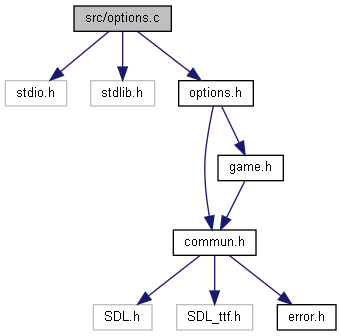 src/options.c
stdio.h
stdlib.h
options.h
game.h
commun.h
SDL.h
SDL_ttf.h
error.h